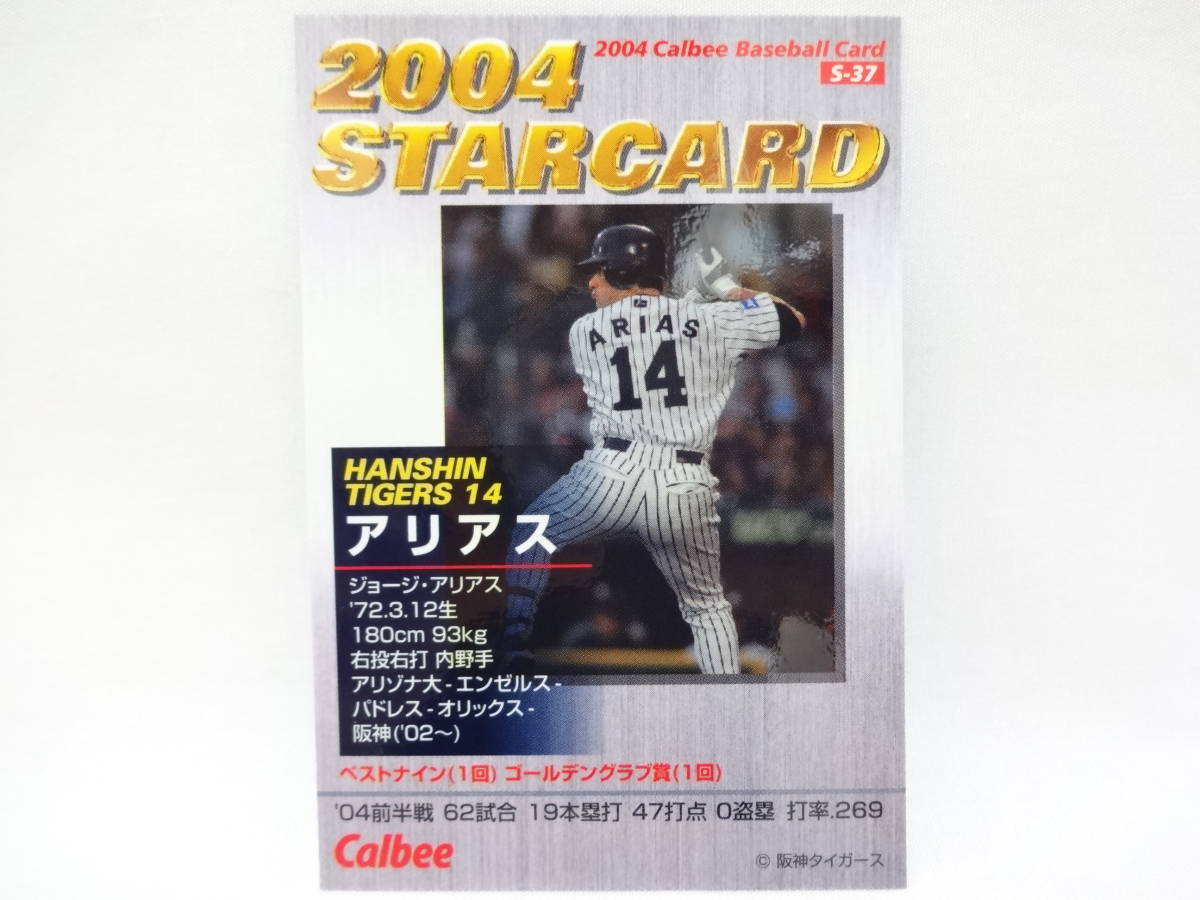 2004 Calbee Baseball Card
S-37
2004
STARCARD
ARIAS
14
HANSHIN
TIGERS 14
アリアス
ジョージ・アリアス
'72.3.12生
180cm 93kg
右投右打 内野手
アリゾナ大-エンゼルス-
パドレス-オリックス-
阪神('02〜)
ベストナイン(1回) ゴールデングラブ賞(1回)
'04前半戦 62試合 19本塁打 47打点 0盗塁 打率.269
Calbee
© 阪神タイガース